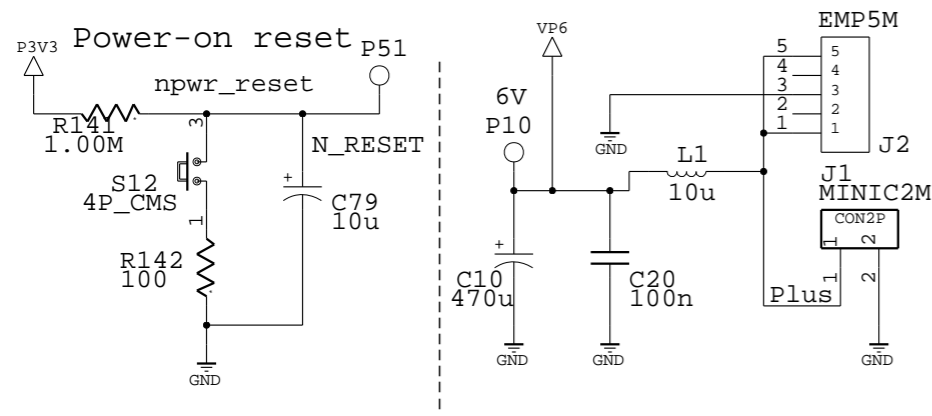 Power-on reset
P3V3
P51
npwr_reset
R141
1.00M
3
N_RESET
S12
4P_CMS
1
+
C79
10u
R142
100
GND
VP6
6V
P10
+
C10
470u
GND
C20
100n
GND
L1
10u
GND
EMP5M
5 5
4 4
3 3
2 2
1 1
J2
J1
MINIC2M
CON2P
1 2
1 2
Plus
GND